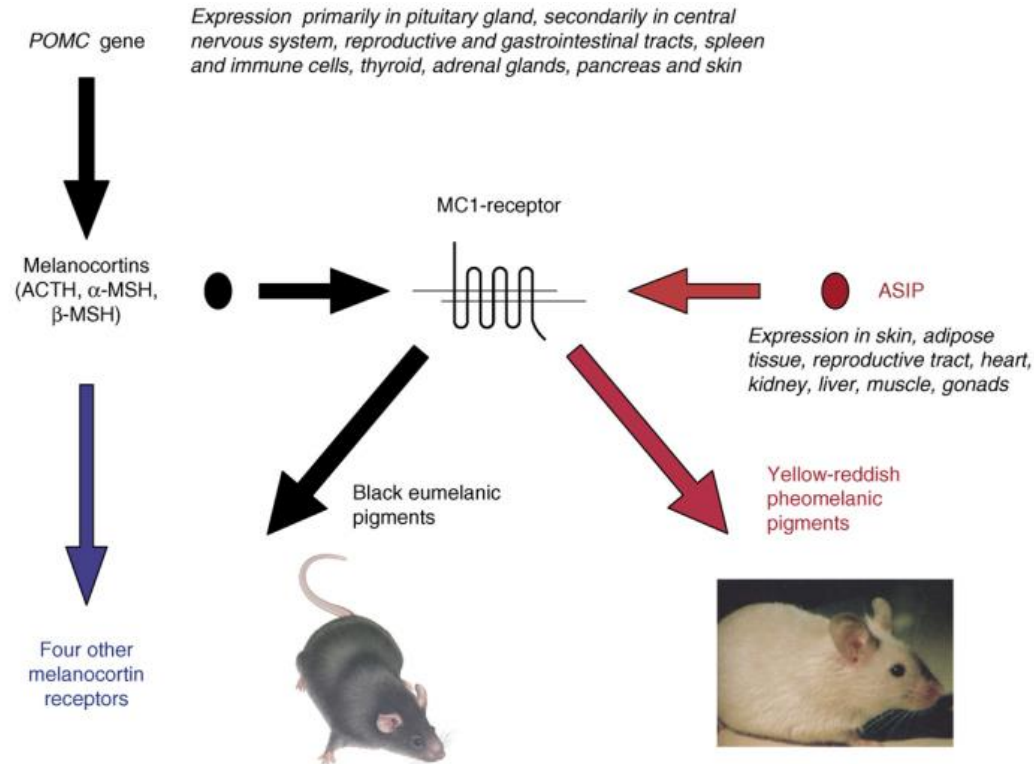 POMC gene
Expression primarily in pituitary gland, secondarily in central
nervous system, reproductive and gastrointestinal tracts, spleen
and immune cells, thyroid, adrenal glands, pancreas and skin
MC1-receptor
Melanocortins
(ACTH, α-MSH,
β-MSH)
ASIP
Expression in skin, adipose
tissue, reproductive tract, heart,
kidney, liver, muscle, gonads
Black eumelanic
pigments
Yellow-reddish
pheomelanic
pigments
Four other
melanocortin
receptors